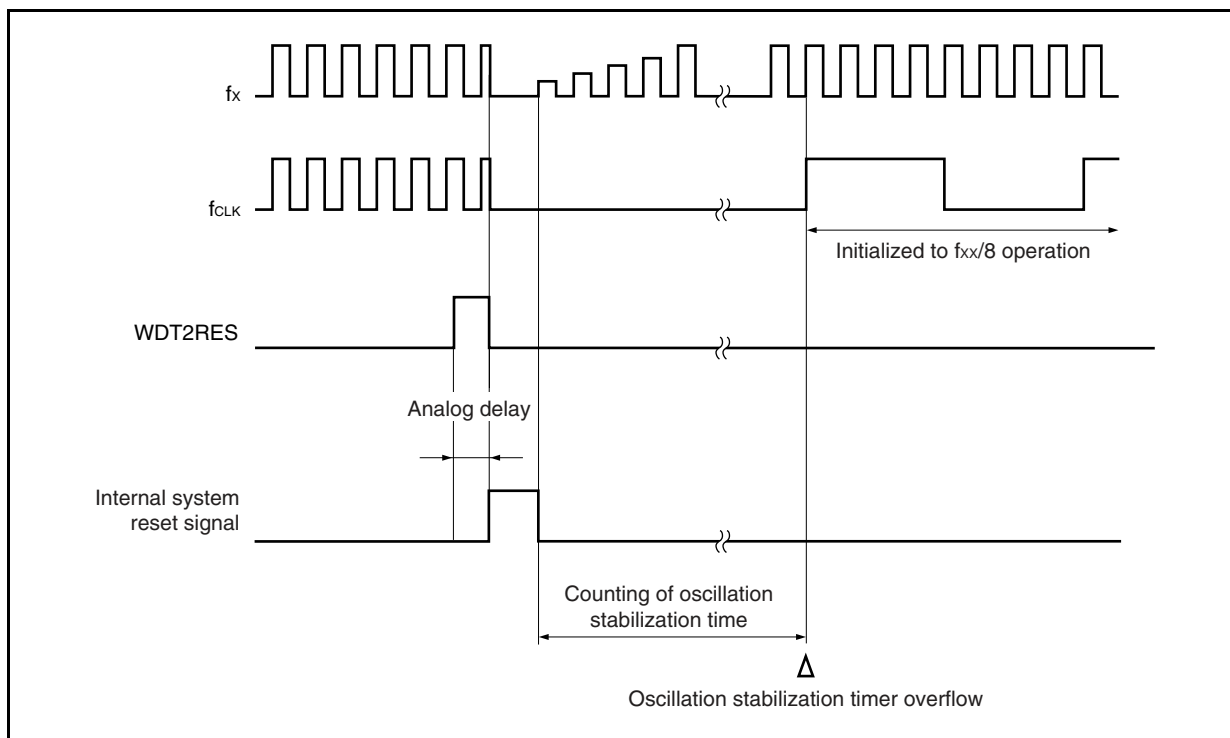 fX
fCLK
Initialized to fXX/8 operation
WDT2RES
Analog delay
Internal system
reset signal
Counting of oscillation
stabilization time
Oscillation stabilization timer overflow